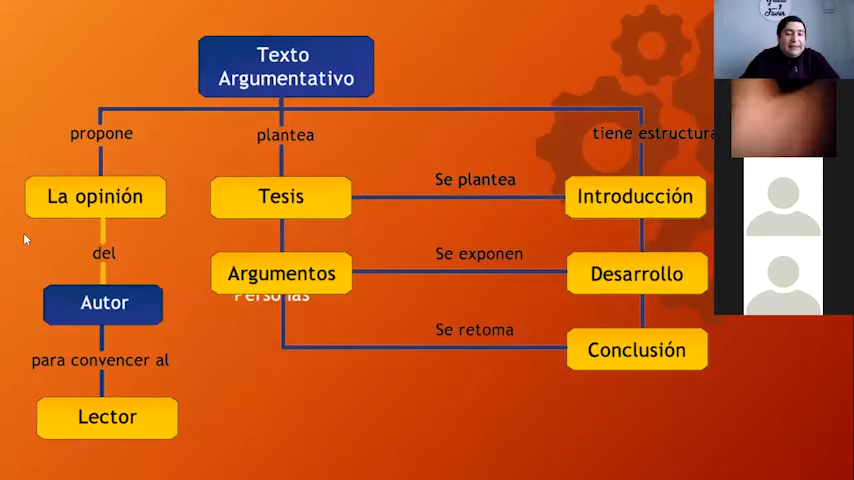 Texto
Argumentativo
propone
plantea
tiene estructura
Se plantea
La opinión
Tesis
Introducción
del
Se exponen
Argumentos
Desarrollo
Personas
Autor
Se retoma
Conclusión
para convencer al
Lector